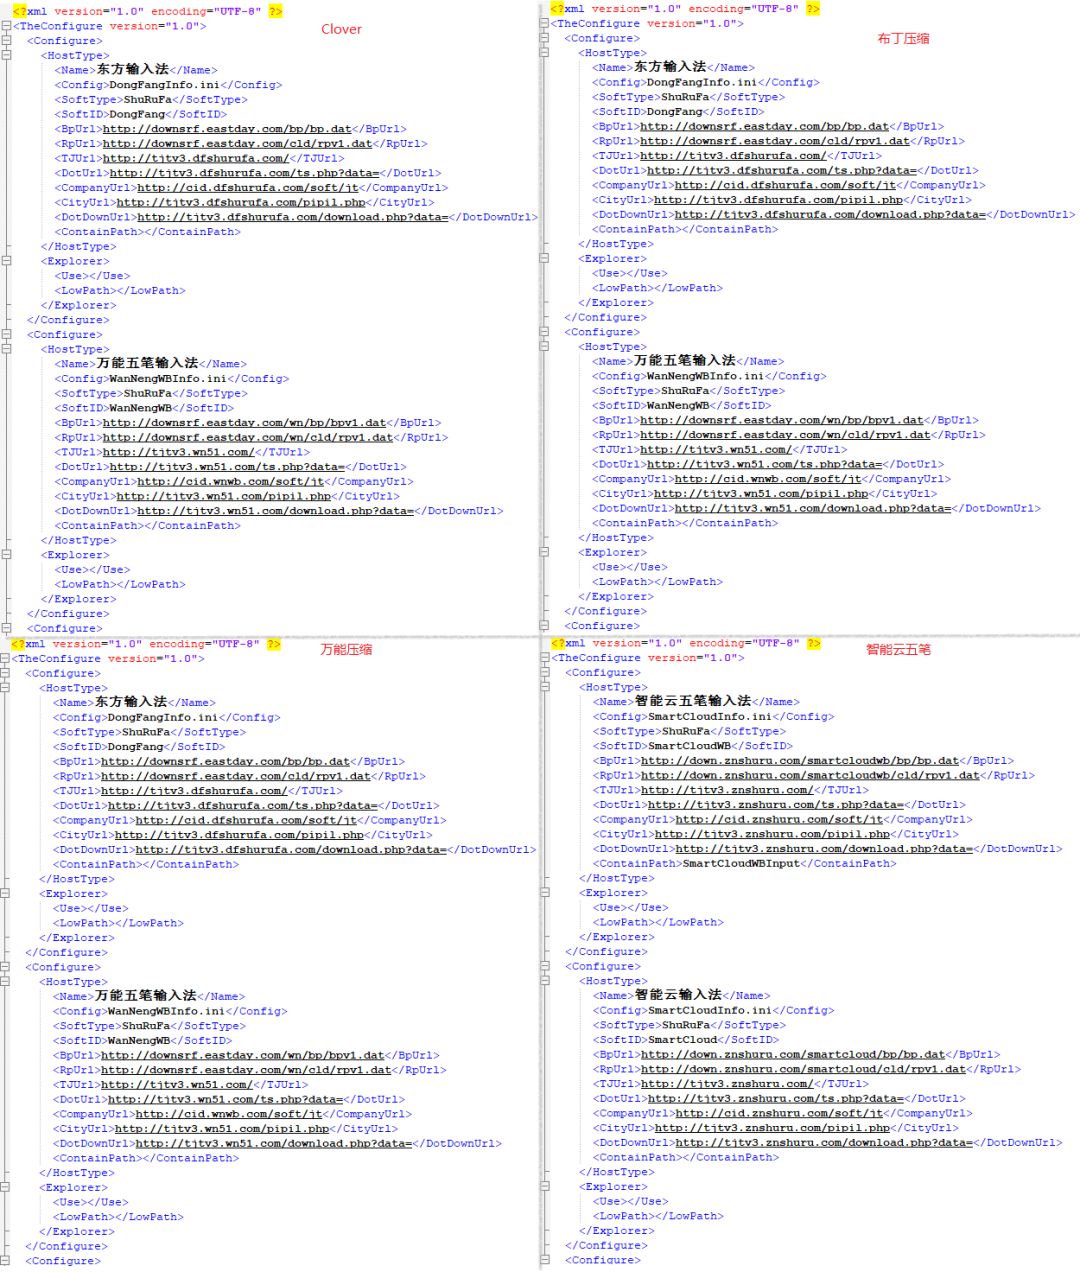 <?xml version="1.0" encoding="UTF-8" ?>
Clover
<TheConfigure version="1.0">
<Configure>
<HostType>
<Name>东方输入法</Name>
<Config>DongFangInfo.ini</Config>
<SoftType>ShuRuFa</SoftType>
<SoftID>DongFang</SoftID>
<BpUrl>http://downsrf.eastday.com/bp/bp.dat</BpUrl>
<RpUrl>http://downsrf.eastday.com/cld/rpv1.dat</RpUrl>
<TJUrl>http://tjtv3.dfshurufa.com/</TJUrl>
<DotUrl>http://tjtv3.dfshurufa.com/ts.php?data=</DotUrl>
<CompanyUrl>http://cid.dfshurufa.com/soft/jt</CompanyUrl>
<CityUrl>http://tjtv3.dfshurufa.com/pipil.php</CityUrl>
<DotDownUrl>http://tjtv3.dfshurufa.com/download.php?data=</DotDownUrl>
<ContainPath></ContainPath>
</HostType>
<Explorer>
<Use></Use>
<LowPath></LowPath>
</Explorer>
</Configure>
<Configure>
<HostType>
<Name>万能五笔输入法</Name>
<Config>WanNengWBInfo.ini</Config>
<SoftType>ShuRuFa</SoftType>
<SoftID>WanNengWB</SoftID>
<BpUrl>http://downsrf.eastday.com/wn/bp/bpv1.dat</BpUrl>
<RpUrl>http://downsrf.eastday.com/wn/cld/rpv1.dat</RpUrl>
<TJUrl>http://tjtv3.wn51.com/</TJUrl>
<DotUrl>http://tjtv3.wn51.com/ts.php?data=</DotUrl>
<CompanyUrl>http://cid.wnwb.com/soft/jt</CompanyUrl>
<CityUrl>http://tjtv3.wn51.com/pipil.php</CityUrl>
<DotDownUrl>http://tjtv3.wn51.com/download.php?data=</DotDownUrl>
<ContainPath></ContainPath>
</HostType>
<Explorer>
<Use></Use>
<LowPath></LowPath>
</Explorer>
</Configure>
<Configure>
<?xml version="1.0" encoding="UTF-8" ?>
<TheConfigure version="1.0">
布丁压缩
<Configure>
<HostType>
<Name>东方输入法</Name>
<Config>DongFangInfo.ini</Config>
<SoftType>ShuRuFa</SoftType>
<SoftID>DongFang</SoftID>
<BpUrl>http://downsrf.eastday.com/bp/bp.dat</BpUrl>
<RpUrl>http://downsrf.eastday.com/cld/rpv1.dat</RpUrl>
<TJUrl>http://tjtv3.dfshurufa.com/</TJUrl>
<DotUrl>http://tjtv3.dfshurufa.com/ts.php?data=</DotUrl>
<CompanyUrl>http://cid.dfshurufa.com/soft/jt</CompanyUrl>
<CityUrl>http://tjtv3.dfshurufa.com/pipil.php</CityUrl>
<DotDownUrl>http://tjtv3.dfshurufa.com/download.php?data=</DotDownUrl>
<ContainPath></ContainPath>
</HostType>
<Explorer>
<Use></Use>
<LowPath></LowPath>
</Explorer>
</Configure>
<Configure>
<HostType>
<Name>万能五笔输入法</Name>
<Config>WanNengWBInfo.ini</Config>
<SoftType>ShuRuFa</SoftType>
<SoftID>WanNengWB</SoftID>
<BpUrl>http://downsrf.eastday.com/wn/bp/bpv1.dat</BpUrl>
<RpUrl>http://downsrf.eastday.com/wn/cld/rpv1.dat</RpUrl>
<TJUrl>http://tjtv3.wn51.com/</TJUrl>
<DotUrl>http://tjtv3.wn51.com/ts.php?data=</DotUrl>
<CompanyUrl>http://cid.wnwb.com/soft/jt</CompanyUrl>
<CityUrl>http://tjtv3.wn51.com/pipil.php</CityUrl>
<DotDownUrl>http://tjtv3.wn51.com/download.php?data=</DotDownUrl>
<ContainPath></ContainPath>
</HostType>
<Explorer>
<Use></Use>
<LowPath></LowPath>
</Explorer>
</Configure>
<Configure>
<?xml version="1.0" encoding="UTF-8" ?>
万能压缩
<TheConfigure version="1.0">
<Configure>
<HostType>
<Name>东方输入法</Name>
<Config>DongFangInfo.ini</Config>
<SoftType>ShuRuFa</SoftType>
<SoftID>DongFang</SoftID>
<BpUrl>http://downsrf.eastday.com/bp/bp.dat</BpUrl>
<RpUrl>http://downsrf.eastday.com/cld/rpv1.dat</RpUrl>
<TJUrl>http://tjtv3.dfshurufa.com/</TJUrl>
<DotUrl>http://tjtv3.dfshurufa.com/ts.php?data=</DotUrl>
<CompanyUrl>http://cid.dfshurufa.com/soft/jt</CompanyUrl>
<CityUrl>http://tjtv3.dfshurufa.com/pipil.php</CityUrl>
<DotDownUrl>http://tjtv3.dfshurufa.com/download.php?data=</DotDownUrl>
<ContainPath></ContainPath>
</HostType>
<Explorer>
<Use></Use>
<LowPath></LowPath>
</Explorer>
</Configure>
<Configure>
<HostType>
<Name>万能五笔输入法</Name>
<Config>WanNengWBInfo.ini</Config>
<SoftType>ShuRuFa</SoftType>
<SoftID>WanNengWB</SoftID>
<BpUrl>http://downsrf.eastday.com/wn/bp/bpv1.dat</BpUrl>
<RpUrl>http://downsrf.eastday.com/wn/cld/rpv1.dat</RpUrl>
<TJUrl>http://tjtv3.wn51.com/</TJUrl>
<DotUrl>http://tjtv3.wn51.com/ts.php?data=</DotUrl>
<CompanyUrl>http://cid.wnwb.com/soft/jt</CompanyUrl>
<CityUrl>http://tjtv3.wn51.com/pipil.php</CityUrl>
<DotDownUrl>http://tjtv3.wn51.com/download.php?data=</DotDownUrl>
<ContainPath></ContainPath>
</HostType>
<Explorer>
<Use></Use>
<LowPath></LowPath>
</Explorer>
</Configure>
<Configure>
<?xml version="1.0" encoding="UTF-8" ?>
智能云五笔
<TheConfigure version="1.0">
<Configure>
<HostType>
<Name>智能云五笔输入法</Name>
<Config>SmartCloudInfo.ini</Config>
<SoftType>ShuRuFa</SoftType>
<SoftID>SmartCloudWB</SoftID>
<BpUrl>http://down.znshuru.com/smartcloudwb/bp/bp.dat</BpUrl>
<RpUrl>http://down.znshuru.com/smartcloudwb/cld/rpv1.dat</RpUrl>
<TJUrl>http://tjtv3.znshuru.com/</TJUrl>
<DotUrl>http://tjtv3.znshuru.com/ts.php?data=</DotUrl>
<CompanyUrl>http://cid.znshuru.com/soft/jt</CompanyUrl>
<CityUrl>http://tjtv3.znshuru.com/pipil.php</CityUrl>
<DotDownUrl>http://tjtv3.znshuru.com/download.php?data=</DotDownUrl>
<ContainPath>SmartCloudWBInput</ContainPath>
</HostType>
<Explorer>
<Use></Use>
<LowPath></LowPath>
</Explorer>
</Configure>
<Configure>
<HostType>
<Name>智能云输入法</Name>
<Config>SmartCloudInfo.ini</Config>
<SoftType>ShuRuFa</SoftType>
<SoftID>SmartCloud</SoftID>
<BpUrl>http://down.znshuru.com/smartcloud/bp/bp.dat</BpUrl>
<RpUrl>http://down.znshuru.com/smartcloud/cld/rpv1.dat</RpUrl>
<TJUrl>http://tjtv3.znshuru.com/</TJUrl>
<DotUrl>http://tjtv3.znshuru.com/ts.php?data=</DotUrl>
<CompanyUrl>http://cid.znshuru.com/soft/jt</CompanyUrl>
<CityUrl>http://tjtv3.znshuru.com/pipil.php</CityUrl>
<DotDownUrl>http://tjtv3.znshuru.com/download.php?data=</DotDownUrl>
<ContainPath></ContainPath>
</HostType>
<Explorer>
<Use></Use>
<LowPath></LowPath>
</Explorer>
</Configure>
<Configure>